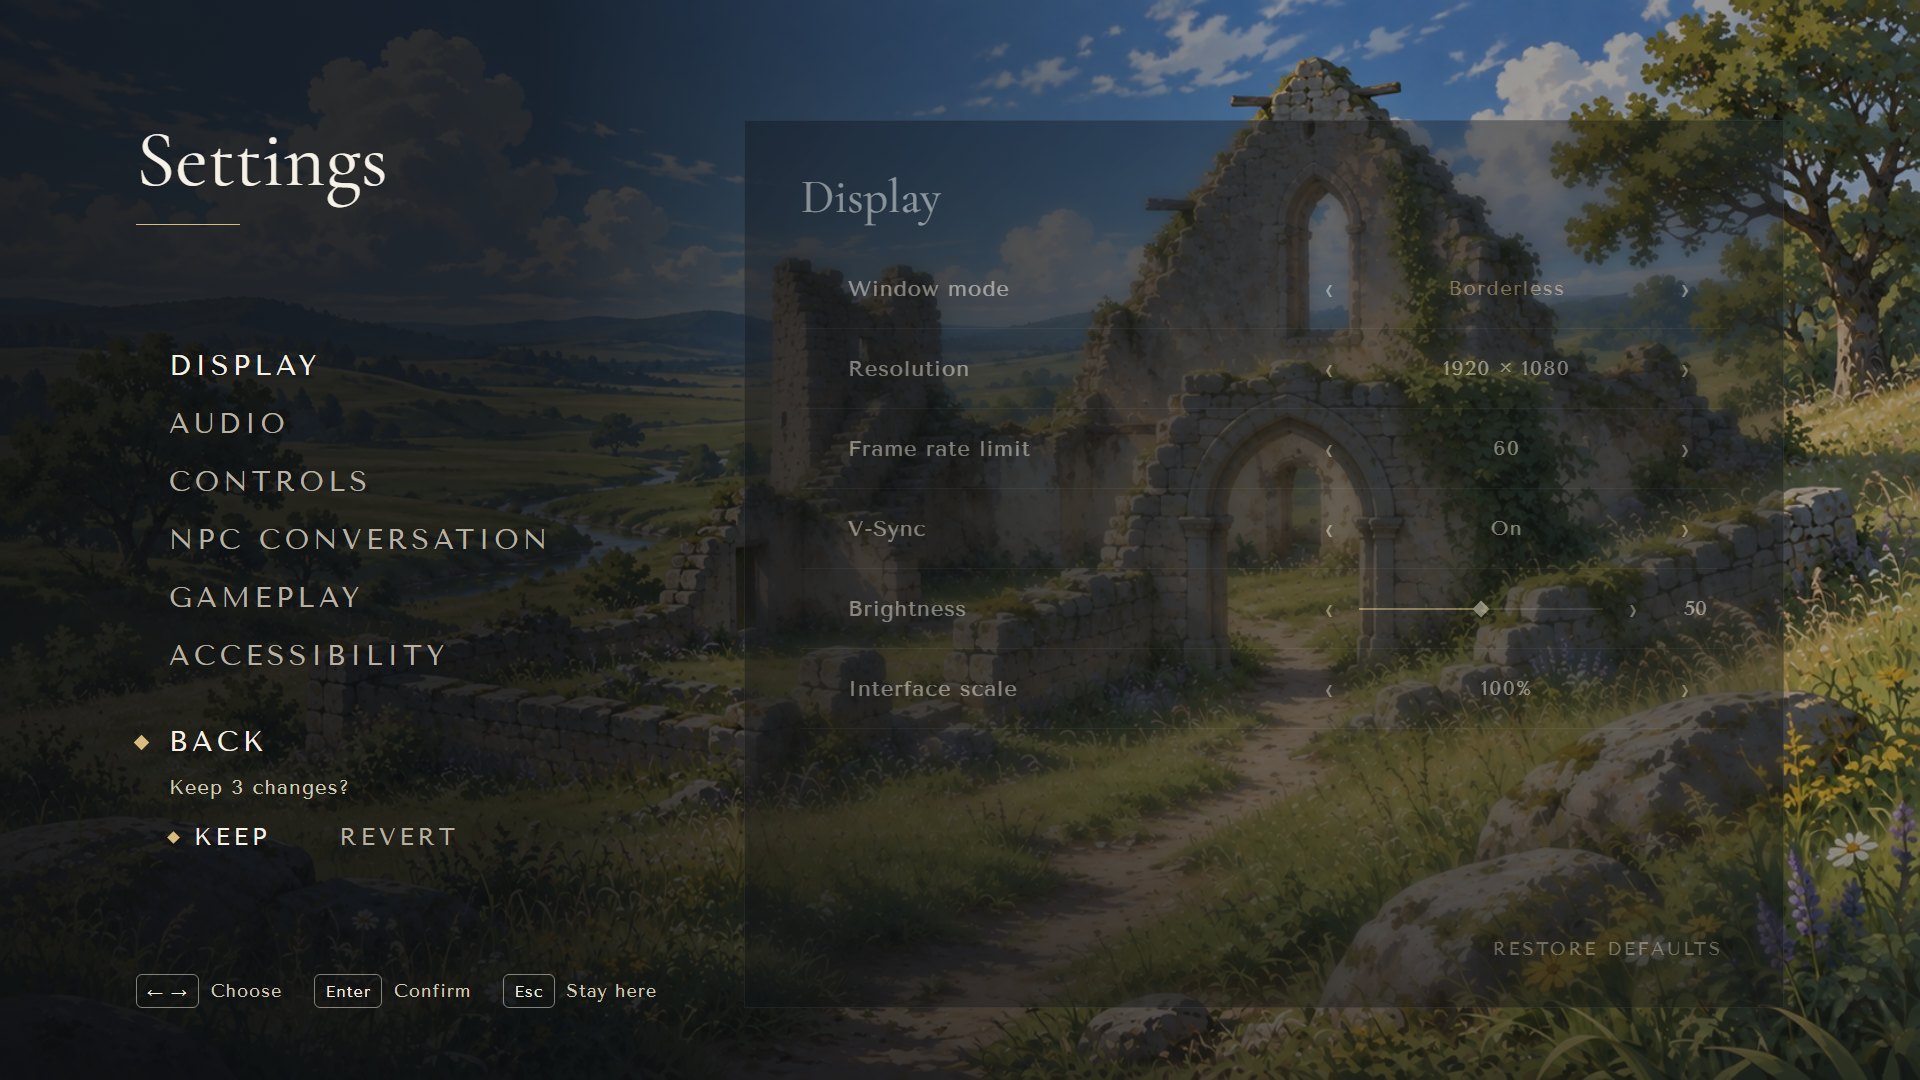 Settings
DISPLAY
AUDIO
CONTROLS
NPC CONVERSATION
GAMEPLAY
ACCESSIBILITY
BACK
Keep 3 changes?
KEEP REVERT
← → Choose Enter Confirm Esc Stay here
Display
Window mode ‹ Borderless ›
Resolution ‹ 1920 × 1080 ›
Frame rate limit ‹ 60 ›
V-Sync ‹ On ›
Brightness ‹ › 50
Interface scale ‹ 100% ›
RESTORE DEFAULTS